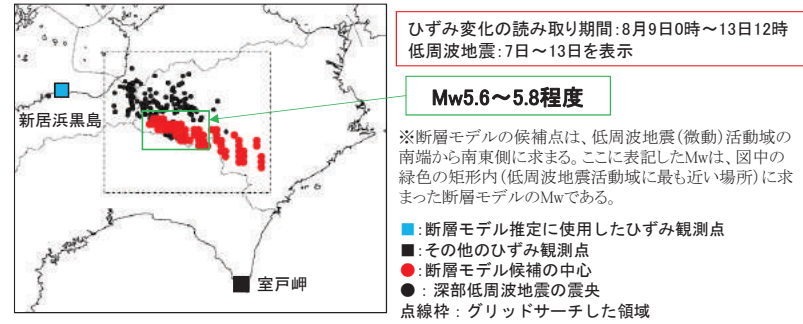 新居浜黒島
室戸岬
ひずみ変化の読み取り期間：8月9日0時～13日12時
低周波地震：7日～13日を表示
Mw5.6～5.8程度
※断層モデルの候補点は、低周波地震(微動)活動域の
南端から南東側に求まる。ここに表記したMwは、図中の
緑色の矩形内(低周波地震活動域に最も近い場所)に求
まった断層モデルのMwである。
■：断層モデル推定に使用したひずみ観測点
■：その他のひずみ観測点
●：断層モデル候補の中心
●：深部低周波地震の震央
点線枠：グリッドサーチした領域